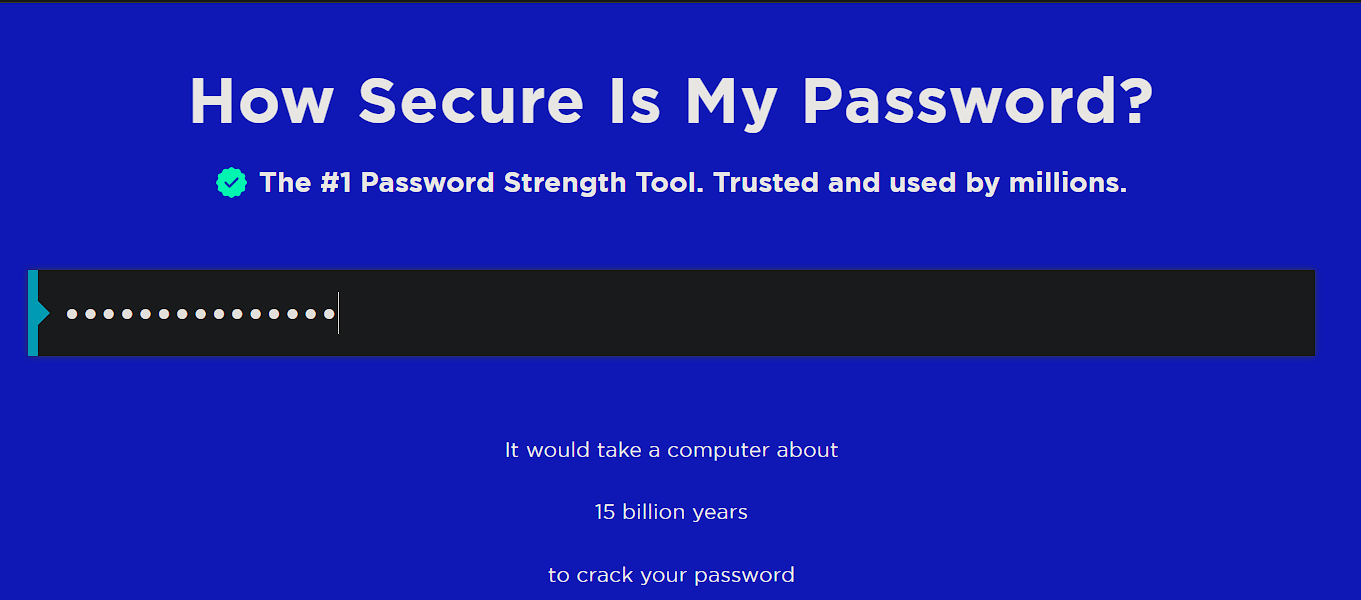 How Secure Is My Password?
The #1 Password Strength Tool. Trusted and used by millions.
•••••••••••••••
It would take a computer about
15 billion years
to crack your password